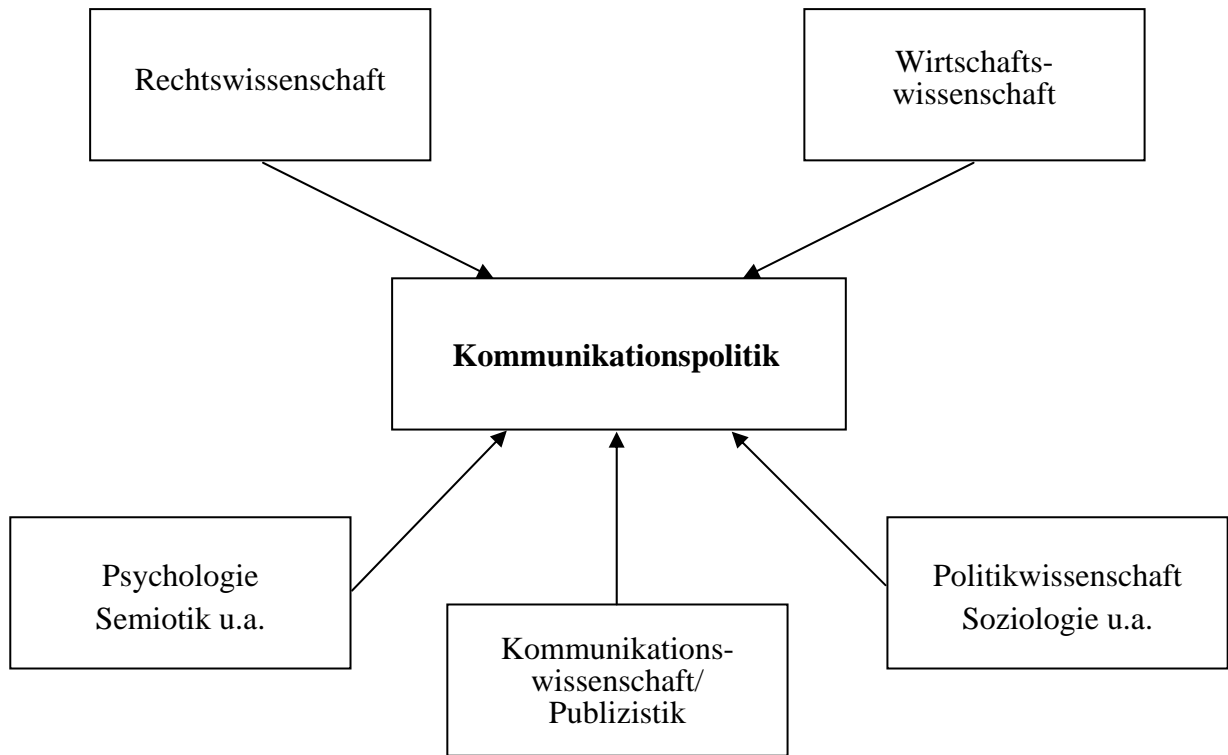 Rechtswissenschaft
Wirtschafts-
wissenschaft
Kommunikationspolitik
Psychologie
Semiotik u.a.
Kommunikations-
wissenschaft/
Publizistik
Politikwissenschaft
Soziologie u.a.